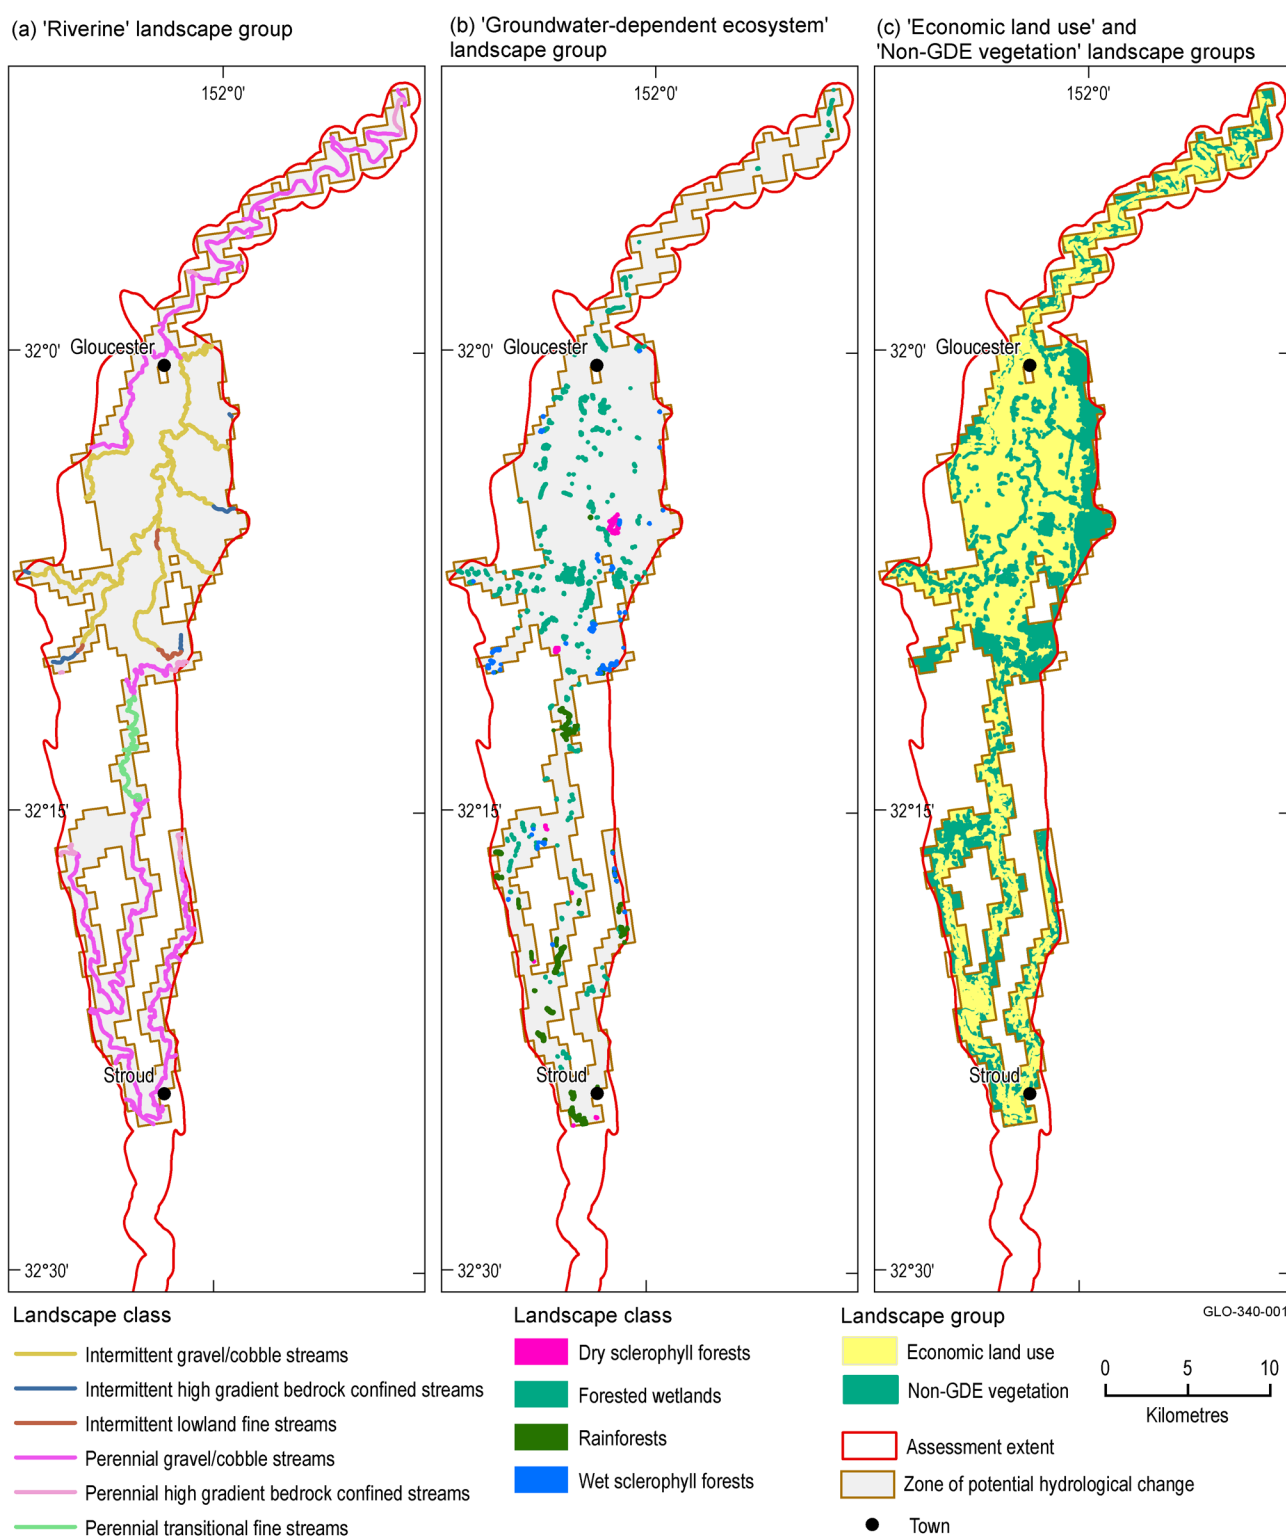 (a) 'Riverine' landscape group
(b) 'Groundwater-dependent ecosystem'
landscape group
(c) 'Economic land use' and
'Non-GDE vegetation' landscape groups
152°0'
152°0'
152°0'
32°0'
Gloucester
32°0'
Gloucester
32°0'
Gloucester
32°15'
32°15'
32°15'
Stroud
Stroud
Stroud
32°30'
32°30'
32°30'
GLO-340-001
Landscape class
Intermittent gravel/cobble streams
Intermittent high gradient bedrock confined streams
Intermittent lowland fine streams
Perennial gravel/cobble streams
Perennial high gradient bedrock confined streams
Perennial transitional fine streams
Landscape class
Dry sclerophyll forests
Forested wetlands
Rainforests
Wet sclerophyll forests
Landscape group
Economic land use
Non-GDE vegetation
Assessment extent
Zone of potential hydrological change
Town
0 5 10
Kilometres